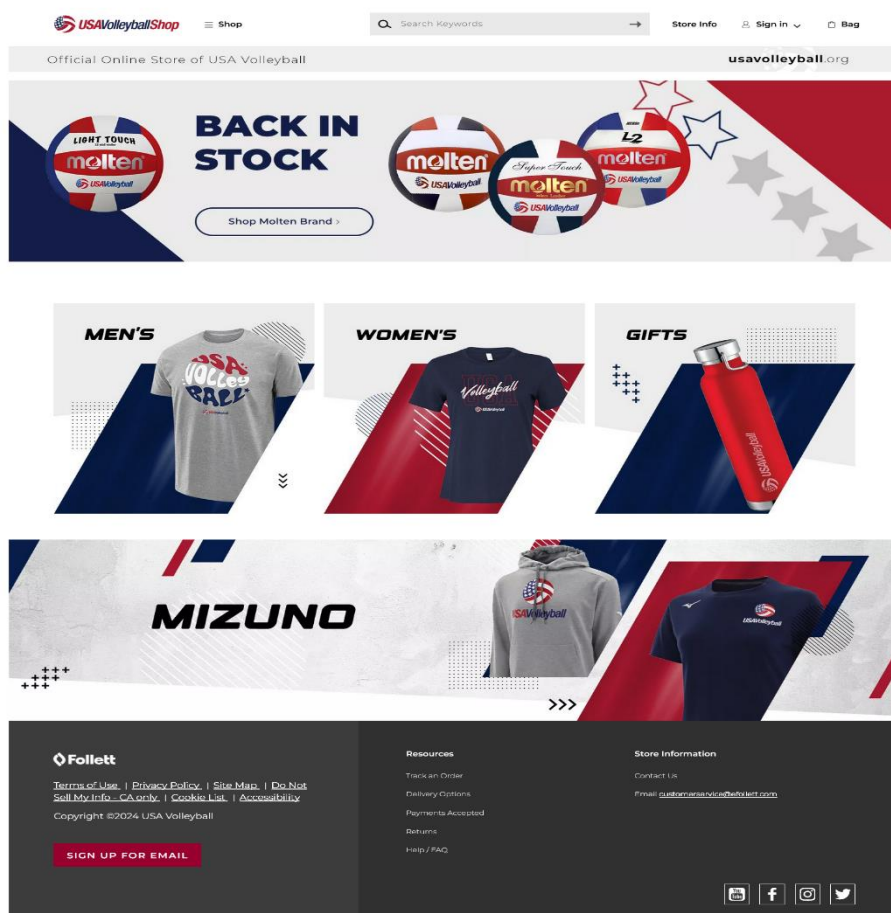 USAVolleyballShop
Shop
Search Keywords
Store Info
Sign in
Bag
Official Online Store of USA Volleyball
usavolleyball.org
BACK IN
STOCK
Shop Molten Brand >
LIGHT TOUCH
molten
USAVolleyball
molten
USAVolleyball
Super Touch
molten
USAVolleyball
L2
molten
USAVolleyball
MEN'S
USA
VOLLEY
BALL
WOMEN'S
Volleyball
USAVolleyball
GIFTS
USAVolleyball
MIZUNO
USAVolleyball
USAVolleyball
>>>
Follett
Terms of Use | Privacy Policy | Site Map | Do Not
Sell My Info - CA only | Cookie List | Accessibility
Copyright ©2024 USA Volleyball
SIGN UP FOR EMAIL
Resources
Track an Order
Delivery Options
Payments Accepted
Returns
Help / FAQ
Store Information
Contact Us
Email customerservice@efollett.com
You
Tube